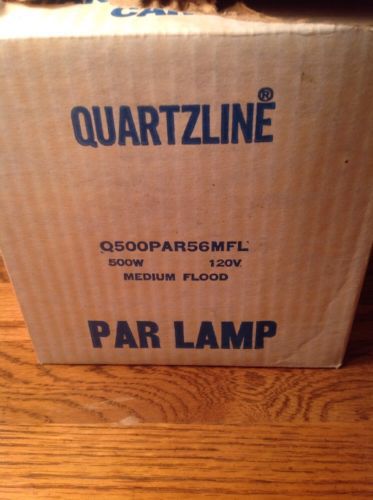 QUARTZLINE®
Q500PAR56MFL
500W 120V
MEDIUM FLOOD
PAR LAMP